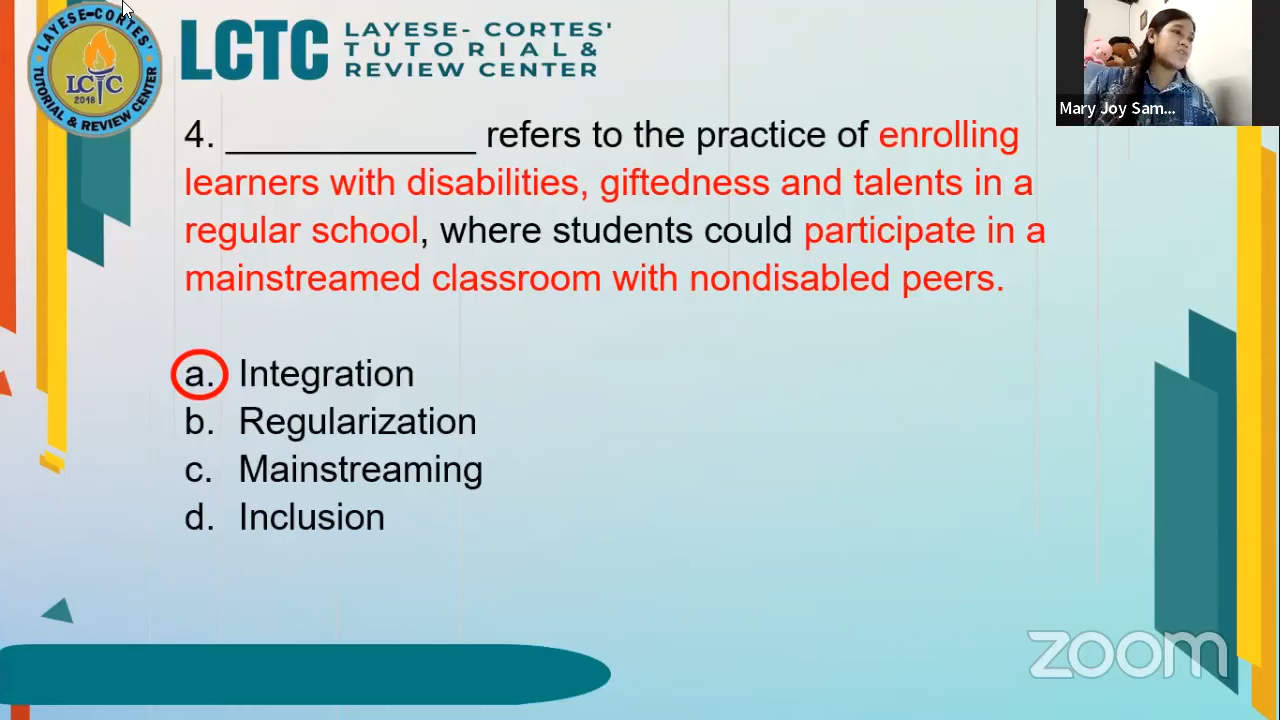 LAYESE-CORTES'
TUTORIAL & REVIEW CENTER
LCTC
2018
LCTC
LAYESE- CORTES'
TUTORIAL &
REVIEW CENTER
Mary Joy Sam...
4. ____________ refers to the practice of enrolling
learners with disabilities, giftedness and talents in a
regular school, where students could participate in a
mainstreamed classroom with nondisabled peers.
a. Integration
b. Regularization
c. Mainstreaming
d. Inclusion
zoom